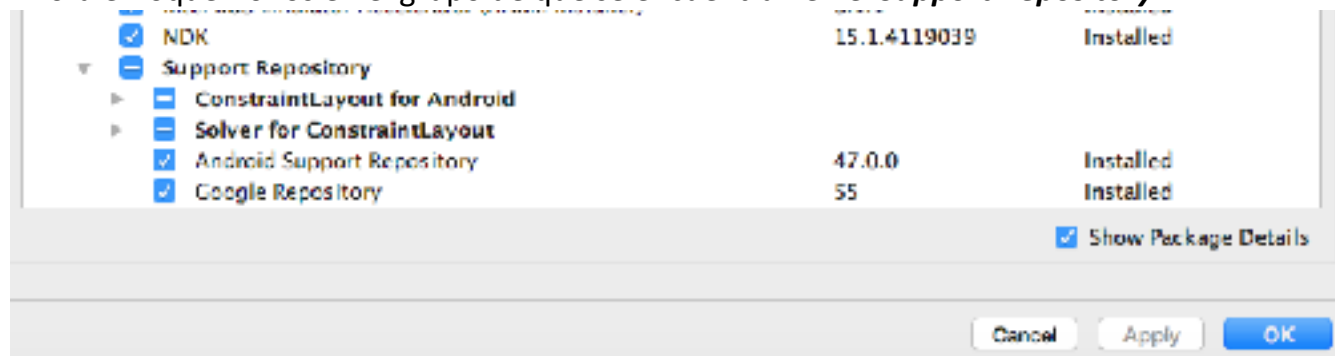 NDK 15.1.4119039 Installed
Support Repository
ConstraintLayout for Android
Solver for ConstraintLayout
Android Support Repository 47.0.0 Installed
Google Repository 55 Installed
Show Package Details
Cancel Apply OK